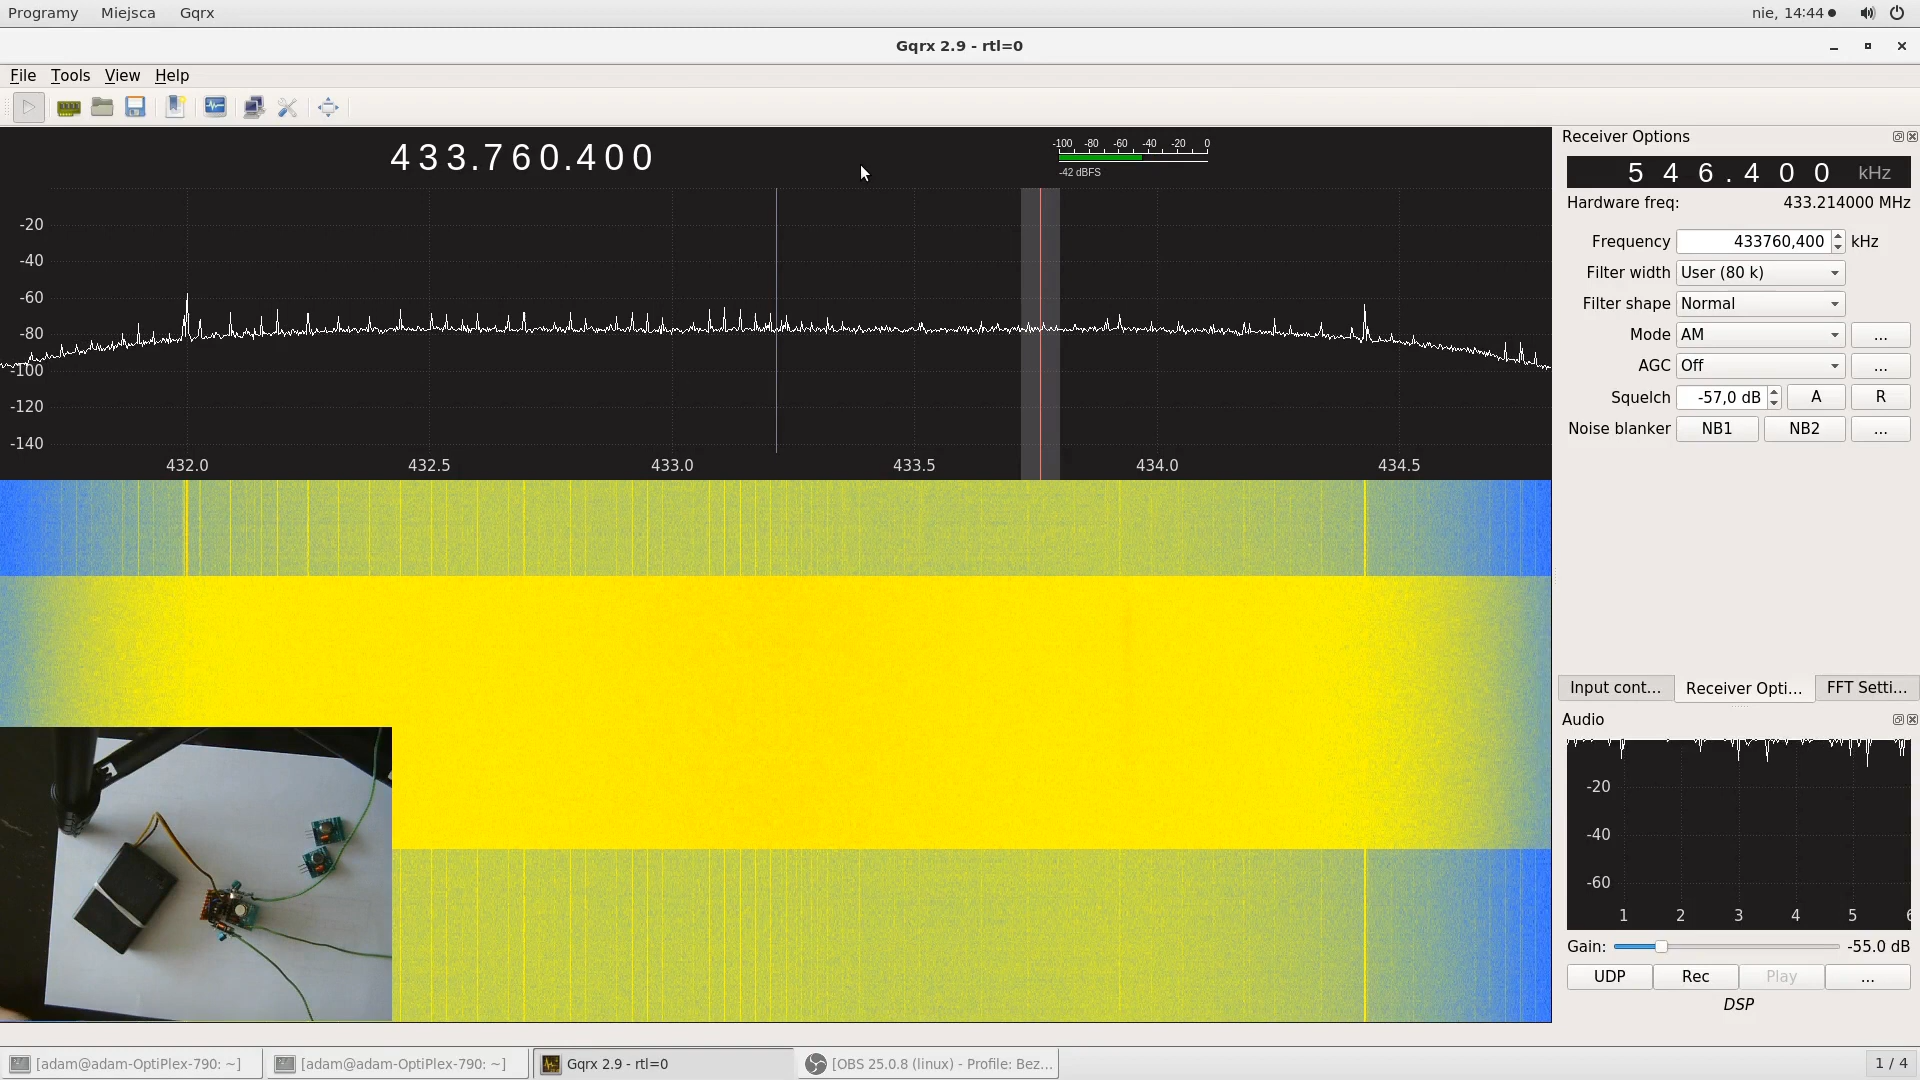 Programy Miejsca Gqrx nie, 14:44
Gqrx 2.9 - rtl=0
File Tools View Help
433.760.400
-100 -80 -60 -40 -20 0
-42 dBFS
-20
-40
-60
-80
-100
-120
-140
432.0 432.5 433.0 433.5 434.0 434.5
Receiver Options
546.400 kHz
Hardware freq: 433.214000 MHz
Frequency 433760,400 kHz
Filter width User (80 k)
Filter shape Normal
Mode AM ...
AGC Off ...
Squelch -57,0 dB A R
Noise blanker NB1 NB2 ...
Input cont... Receiver Opti... FFT Setti...
Audio
-20
-40
-60
1 2 3 4 5 6
Gain: -55.0 dB
UDP Rec Play ...
DSP
[adam@adam-OptiPlex-790: ~] [adam@adam-OptiPlex-790: ~] Gqrx 2.9 - rtl=0 [OBS 25.0.8 (linux) - Profile: Bez... 1 / 4